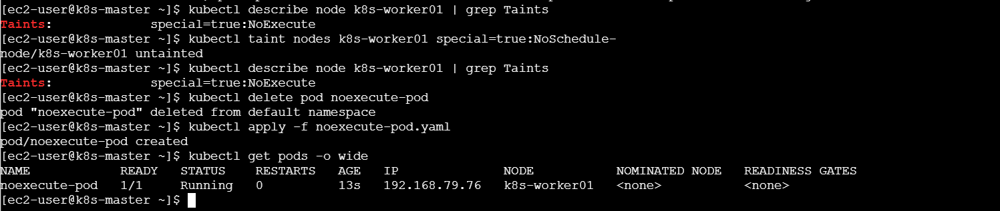 [ec2-user@k8s-master ~]$ kubectl describe node k8s-worker01 | grep Taints
Taints:             special=true:NoExecute
[ec2-user@k8s-master ~]$ kubectl taint nodes k8s-worker01 special=true:NoSchedule-
node/k8s-worker01 untainted
[ec2-user@k8s-master ~]$ kubectl describe node k8s-worker01 | grep Taints
Taints:             special=true:NoExecute
[ec2-user@k8s-master ~]$ kubectl delete pod noexecute-pod
pod "noexecute-pod" deleted from default namespace
[ec2-user@k8s-master ~]$ kubectl apply -f noexecute-pod.yaml
pod/noexecute-pod created
[ec2-user@k8s-master ~]$ kubectl get pods -o wide
NAME            READY   STATUS    RESTARTS   AGE   IP              NODE           NOMINATED NODE   READINESS GATES
noexecute-pod   1/1     Running   0          13s   192.168.79.76   k8s-worker01   <none>           <none>
[ec2-user@k8s-master ~]$